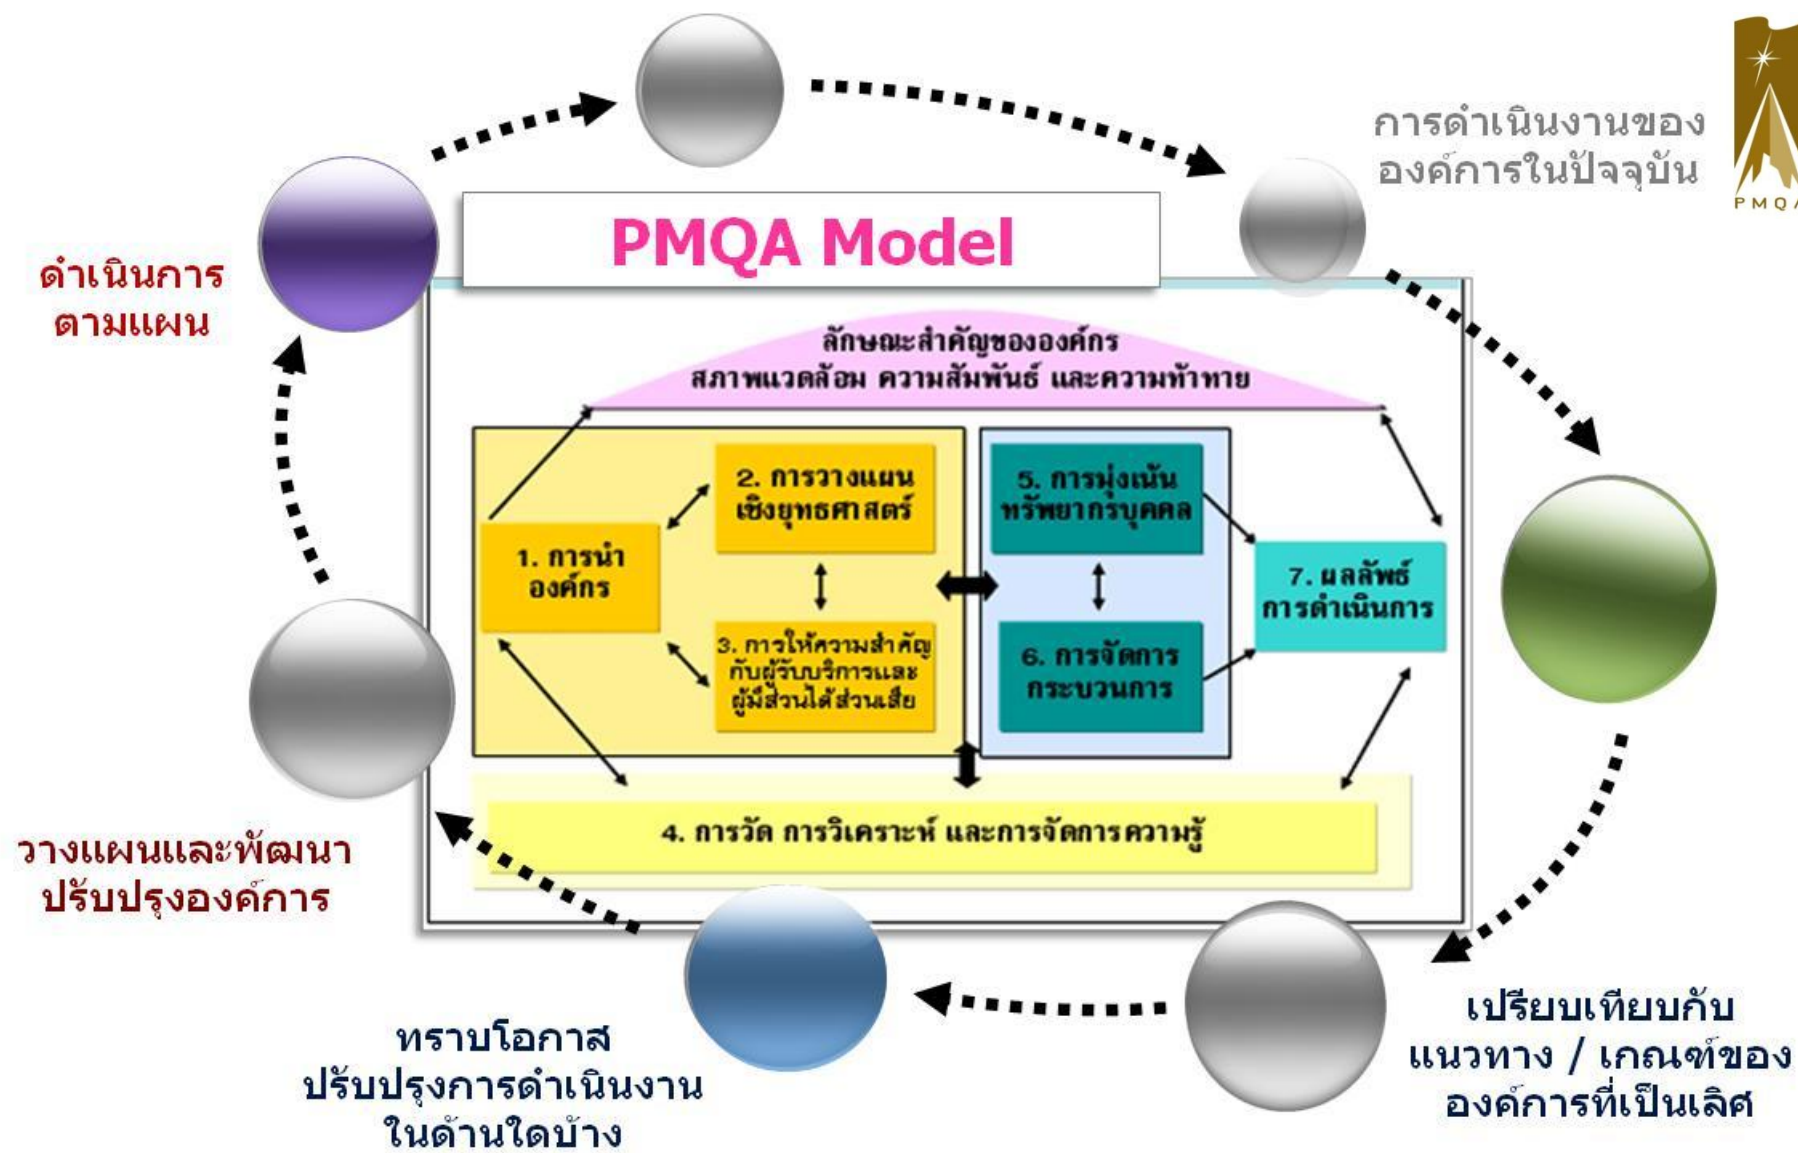 การดำเนินงานของ
องค์การในปัจจุบัน
PMQA
PMQA Model
ดำเนินการ
ตามแผน
ลักษณะสำคัญขององค์กร
สภาพแวดล้อม ความสัมพันธ์ และความท้าทาย
1. การนำ
องค์กร
2. การวางแผน
เชิงยุทธศาสตร์
3. การให้ความสำคัญ
กับผู้รับบริการและ
ผู้มีส่วนได้ส่วนเสีย
5. การมุ่งเน้น
ทรัพยากรบุคคล
6. การจัดการ
กระบวนการ
7. ผลลัพธ์
การดำเนินการ
4. การวัด การวิเคราะห์ และการจัดการความรู้
วางแผนและพัฒนา
ปรับปรุงองค์การ
ทราบโอกาส
ปรับปรุงการดำเนินงาน
ในด้านใดบ้าง
เปรียบเทียบกับ
แนวทาง / เกณฑ์ของ
องค์การที่เป็นเลิศ